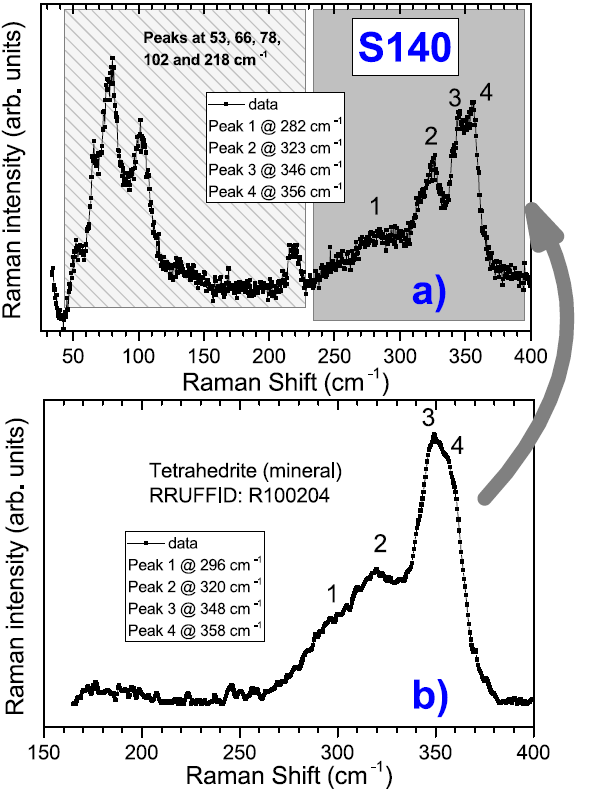 Raman intensity (arb. units)
Peaks at 53, 66, 78,
102 and 218 cm⁻¹
S140
data
Peak 1 @ 282 cm⁻¹
Peak 2 @ 323 cm⁻¹
Peak 3 @ 346 cm⁻¹
Peak 4 @ 356 cm⁻¹
1
2
3
4
a)
50 100 150 200 250 300 350 400
Raman Shift (cm⁻¹)
Raman intensity (arb. units)
Tetrahedrite (mineral)
RRUFFID: R100204
data
Peak 1 @ 296 cm⁻¹
Peak 2 @ 320 cm⁻¹
Peak 3 @ 348 cm⁻¹
Peak 4 @ 358 cm⁻¹
1
2
3
4
b)
150 200 250 300 350 400
Raman Shift (cm⁻¹)